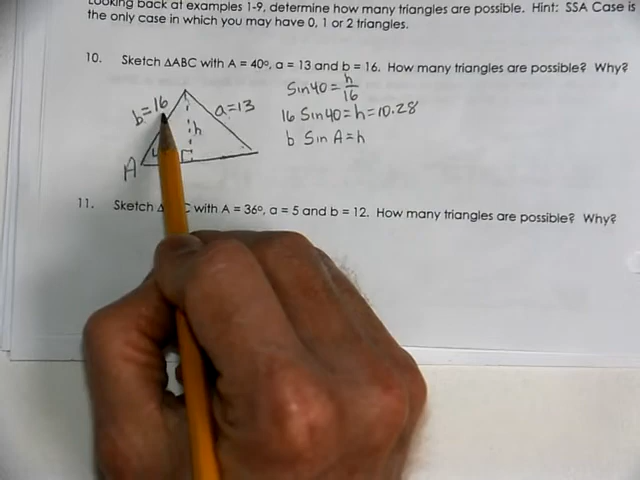 Looking back at examples 1-9, determine how many triangles are possible. Hint: SSA Case is
the only case in which you may have 0, 1 or 2 triangles.
10. Sketch ΔABC with A = 40º, a = 13 and b = 16. How many triangles are possible? Why?
b=16
a=13
h
A
Sin40 = h/16
16 Sin40 = h = 10.28
b Sin A = h
11. Sketch Δ C with A = 36º, a = 5 and b = 12. How many triangles are possible? Why?